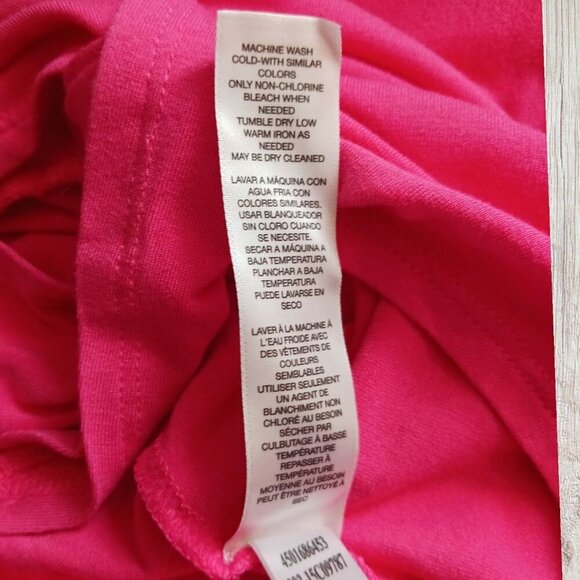 MACHINE WASH
COLD-WITH SIMILAR
COLORS
ONLY NON-CHLORINE
BLEACH WHEN
NEEDED
TUMBLE DRY LOW
WARM IRON AS
NEEDED
MAY BE DRY CLEANED
LAVAR A MÁQUINA CON
AGUA FRIA CON
COLORES SIMILARES.
USAR BLANQUEADOR
SIN CLORO CUANDO
SE NECESITE.
SECAR A MÁQUINA A
BAJA TEMPERATURA
PLANCHAR A BAJA
TEMPERATURA
PUEDE LAVARSE EN
SECO
LAVER À LA MACHINE À
L'EAU FROIDE AVEC
DES VÊTEMENTS DE
COULEURS
SEMBLABLES
UTILISER SEULEMENT
UN AGENT DE
BLANCHIMENT NON
CHLORÉ AU BESOIN
SÉCHER PAR
CULBUTAGE À BASSE
TEMPÉRATURE
REPASSER À
TEMPÉRATURE
MOYENNE AU BESOIN
PEUT ÊTRE NETTOYÉ À
SEC
4501686453
15C09787